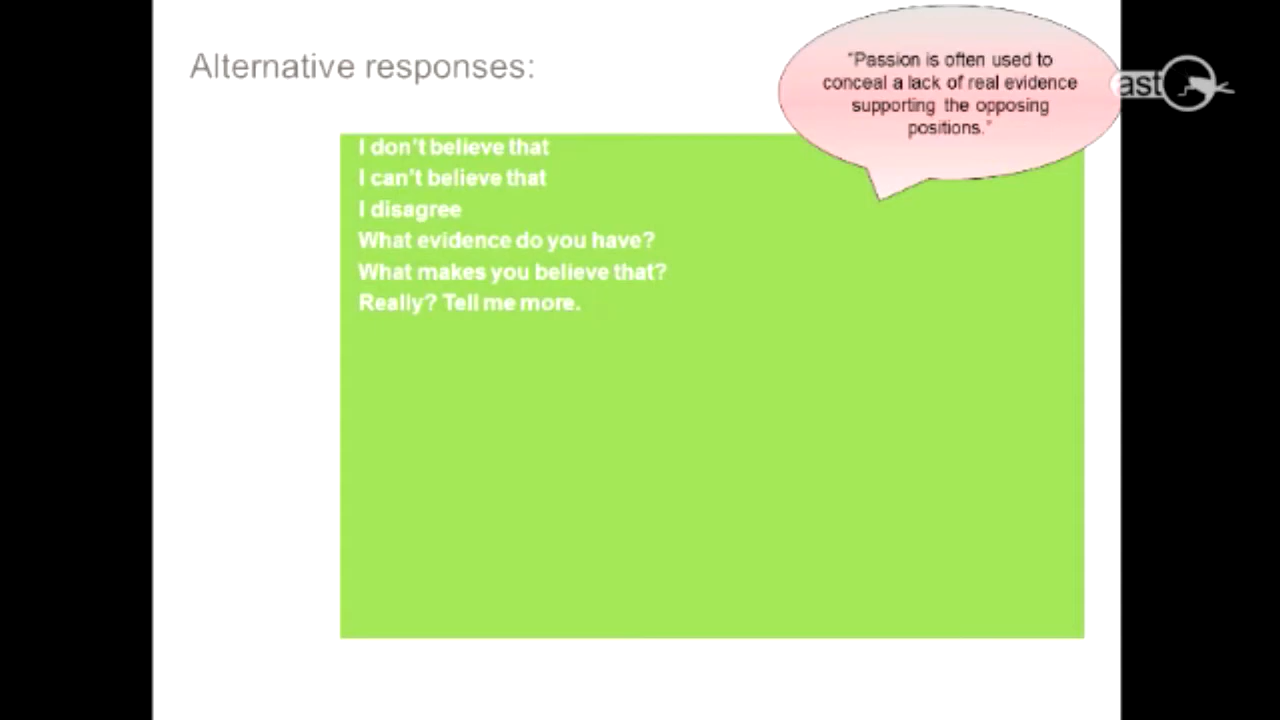 Alternative responses:
"Passion is often used to
conceal a lack of real evidence
supporting the opposing
positions."
ast
I don't believe that
I can't believe that
I disagree
What evidence do you have?
What makes you believe that?
Really? Tell me more.